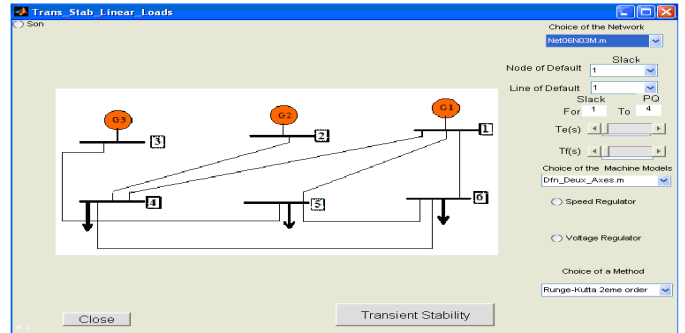 Trans_Stab_Linear_Loads
Son
Choice of the Network
Net06N03M.m
Slack
Node of Default 1
Line of Default 1
Slack PQ
For 1 To 4
Te(s)
Tf(s)
Choice of the Machine Models
Dfn_Deux_Axes.m
Speed Regulator
Voltage Regulator
Choice of a Method
Runge-Kutta 2eme order
G3
G2
G1
3
2
1
4
5
6
Close
Transient Stability